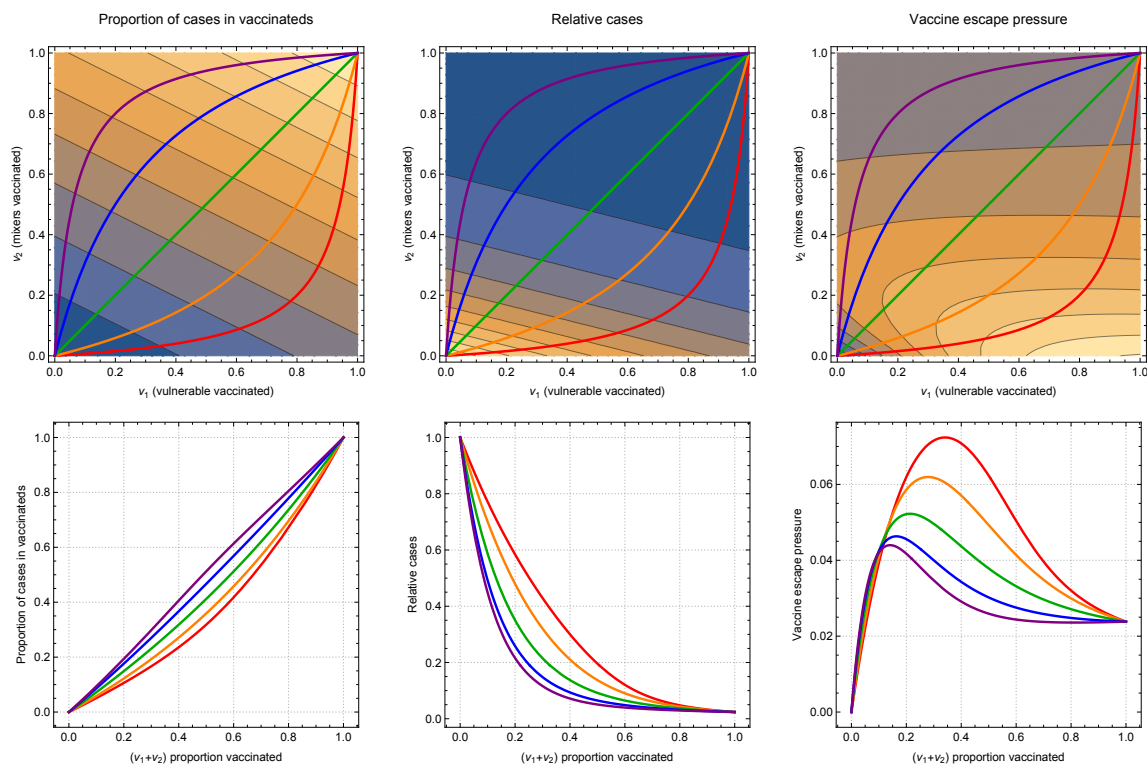 Proportion of cases in vaccinateds
Relative cases
Vaccine escape pressure
1.0
0.8
0.6
0.4
0.2
0.0
v2 (mixers vaccinated)
0.0 0.2 0.4 0.6 0.8 1.0
v1 (vulnerable vaccinated)
1.0
0.8
0.6
0.4
0.2
0.0
v2 (mixers vaccinated)
0.0 0.2 0.4 0.6 0.8 1.0
v1 (vulnerable vaccinated)
1.0
0.8
0.6
0.4
0.2
0.0
v2 (mixers vaccinated)
0.0 0.2 0.4 0.6 0.8 1.0
v1 (vulnerable vaccinated)
1.0
0.8
0.6
0.4
0.2
0.0
Proportion of cases in vaccinateds
0.0 0.2 0.4 0.6 0.8 1.0
(v1+v2) proportion vaccinated
1.0
0.8
0.6
0.4
0.2
0.0
Relative cases
0.0 0.2 0.4 0.6 0.8 1.0
(v1+v2) proportion vaccinated
0.06
0.04
0.02
0.00
Vaccine escape pressure
0.0 0.2 0.4 0.6 0.8 1.0
(v1+v2) proportion vaccinated